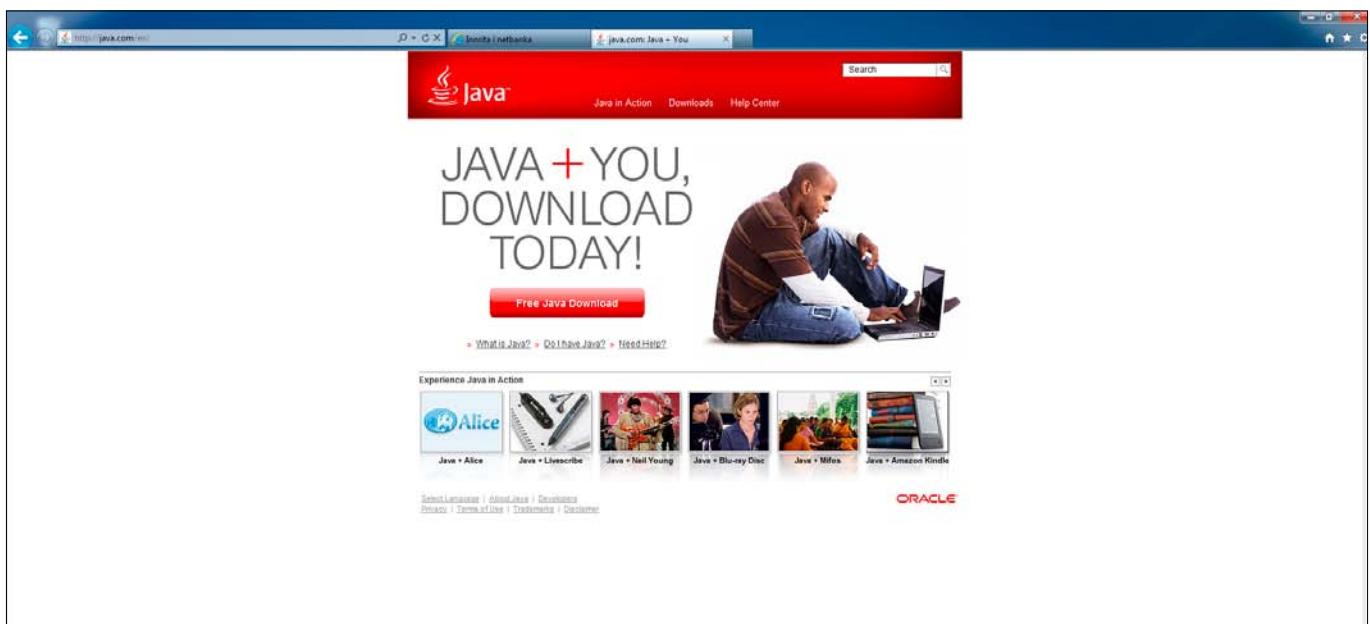 http://java.com/en/
Innrita i netbanka
java.com: Java + You
Java™
Search
Java in Action Downloads Help Center
JAVA + YOU,
DOWNLOAD
TODAY!
Free Java Download
» What is Java? » Do I have Java? » Need Help?
Experience Java in Action
Alice
Java + Alice
Java + Livescribe
Java + Neil Young
Java + Blu-ray Disc
Java + Mifos
Java + Amazon Kindle
Select Language | About Java | Developers
Privacy | Terms of Use | Trademarks | Disclaimer
ORACLE